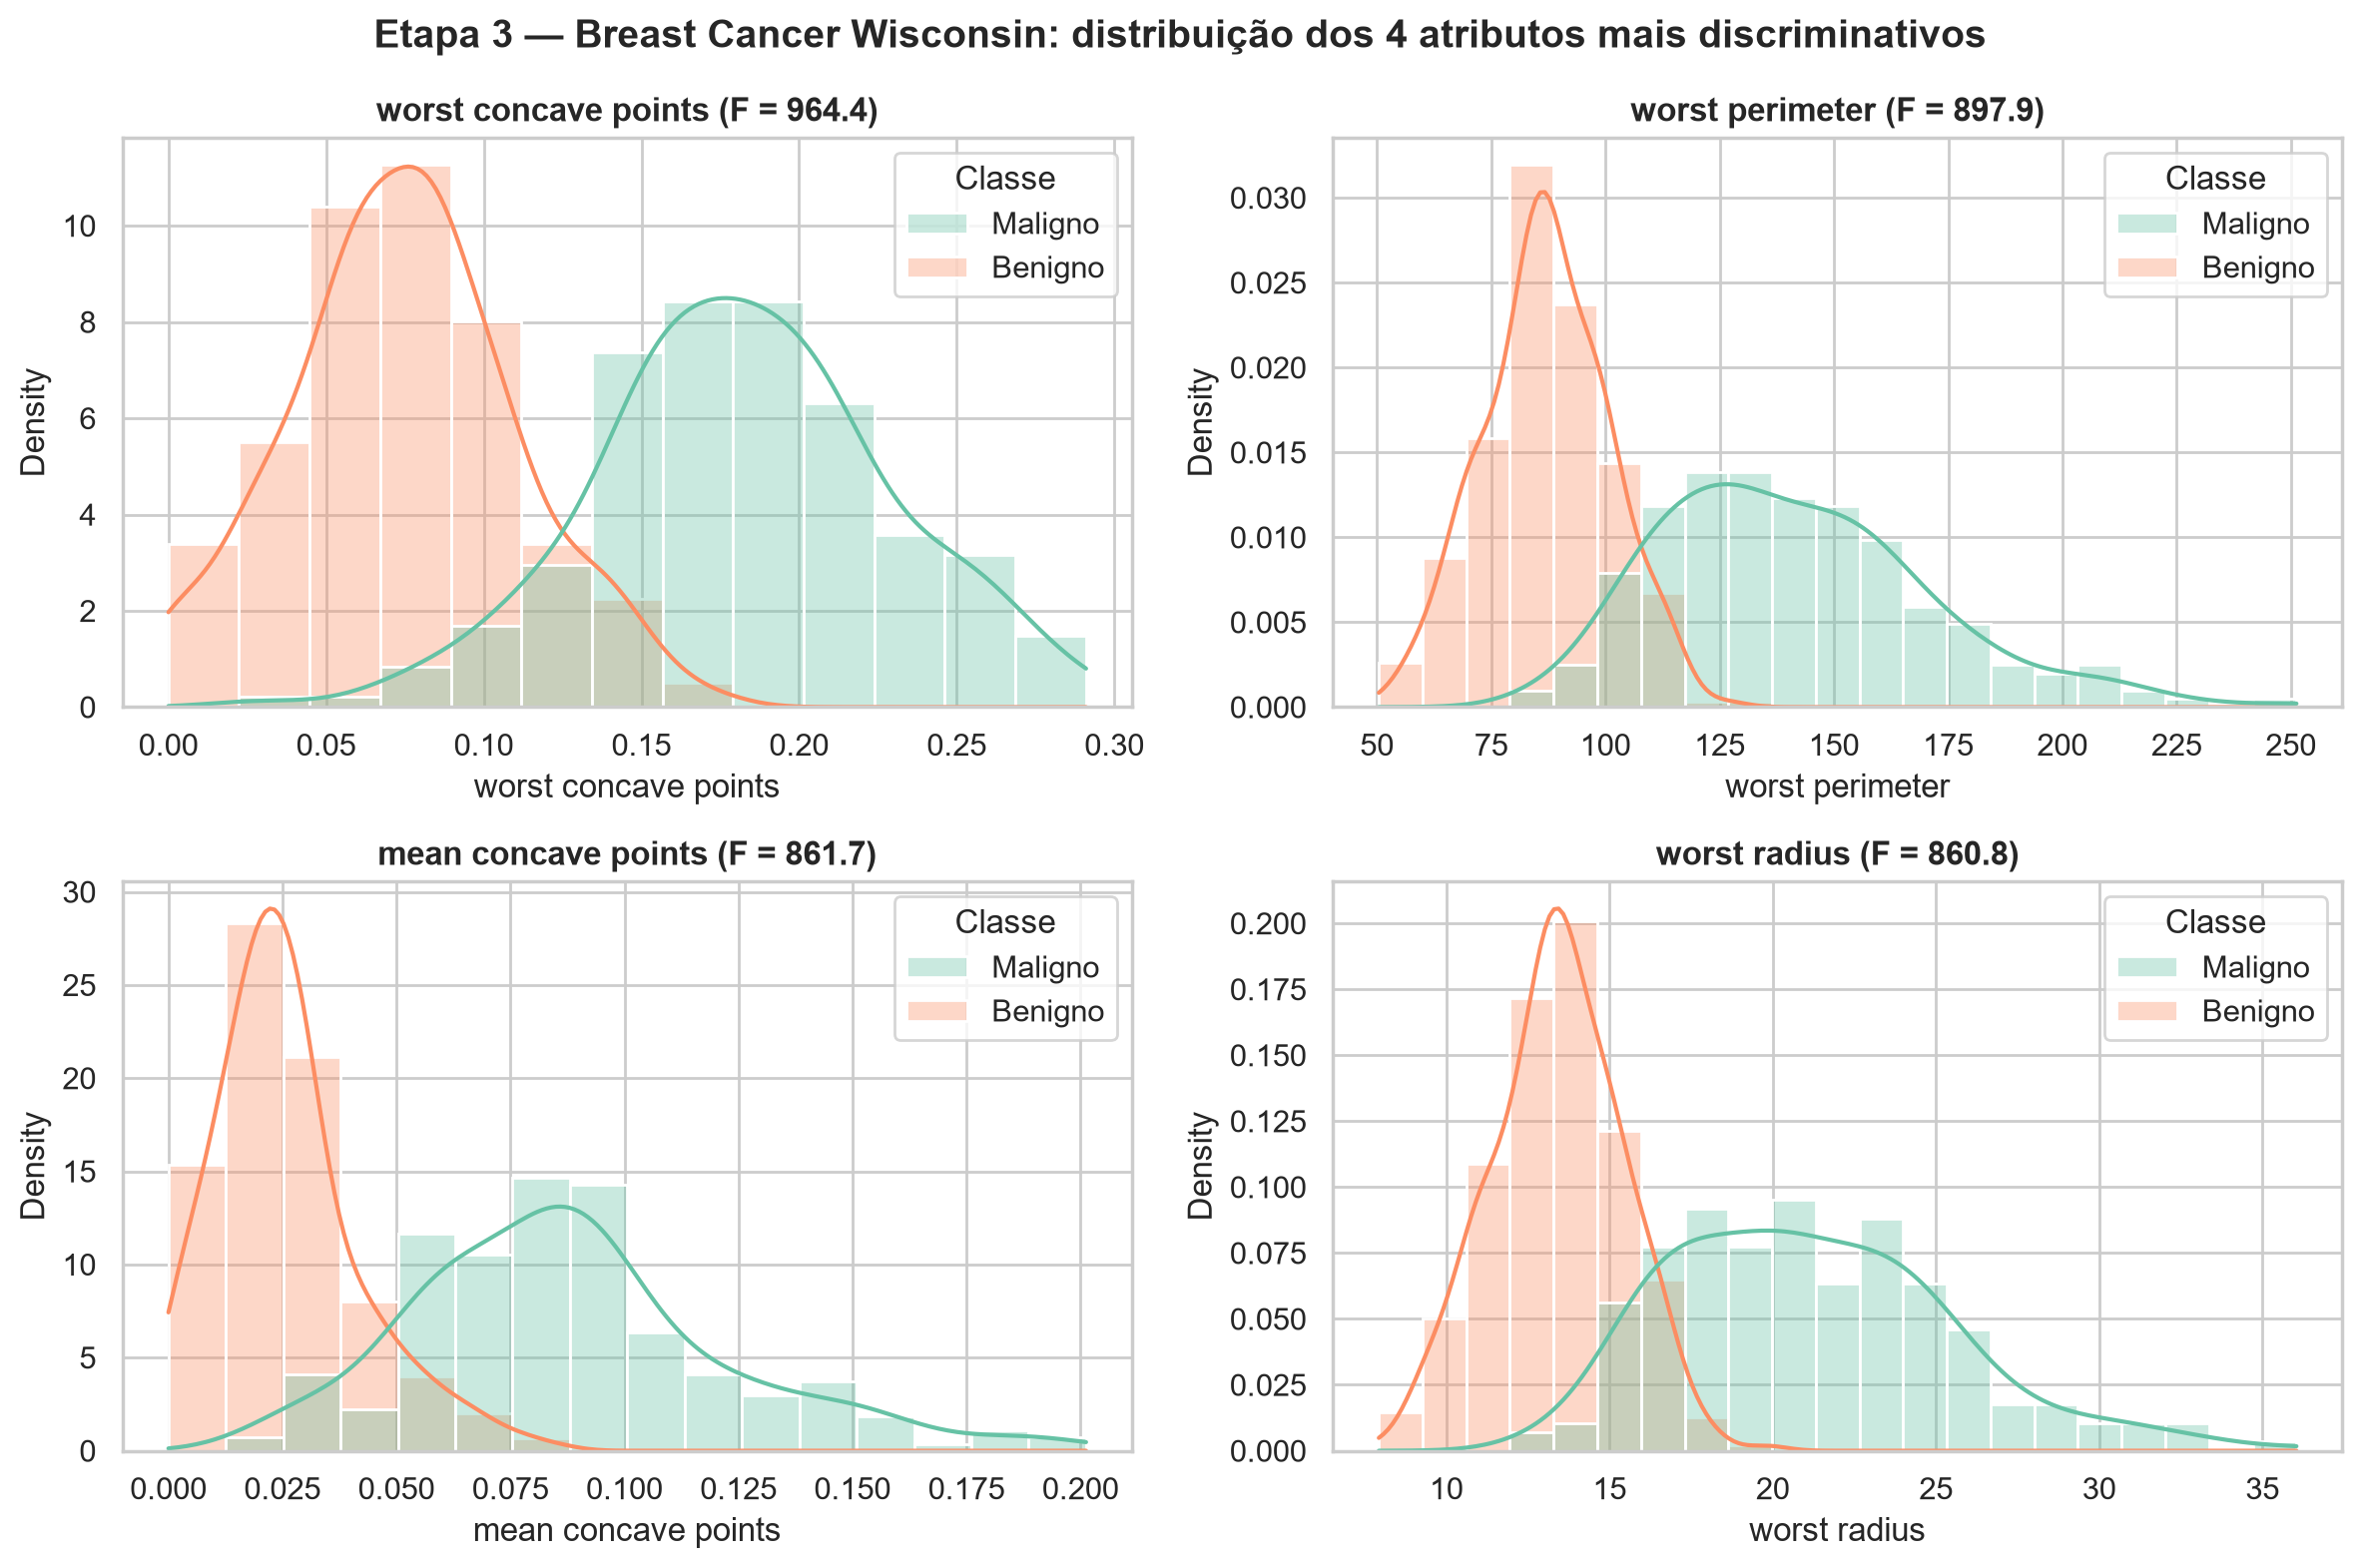 Etapa 3 — Breast Cancer Wisconsin: distribuição dos 4 atributos mais discriminativos
worst concave points (F = 964.4)
Classe
Maligno
Benigno
Density
10
8
6
4
2
0
0.00 0.05 0.10 0.15 0.20 0.25 0.30
worst concave points
worst perimeter (F = 897.9)
Classe
Maligno
Benigno
Density
0.030
0.025
0.020
0.015
0.010
0.005
0.000
50 75 100 125 150 175 200 225 250
worst perimeter
mean concave points (F = 861.7)
Classe
Maligno
Benigno
Density
30
25
20
15
10
5
0
0.000 0.025 0.050 0.075 0.100 0.125 0.150 0.175 0.200
mean concave points
worst radius (F = 860.8)
Classe
Maligno
Benigno
Density
0.200
0.175
0.150
0.125
0.100
0.075
0.050
0.025
0.000
10 15 20 25 30 35
worst radius